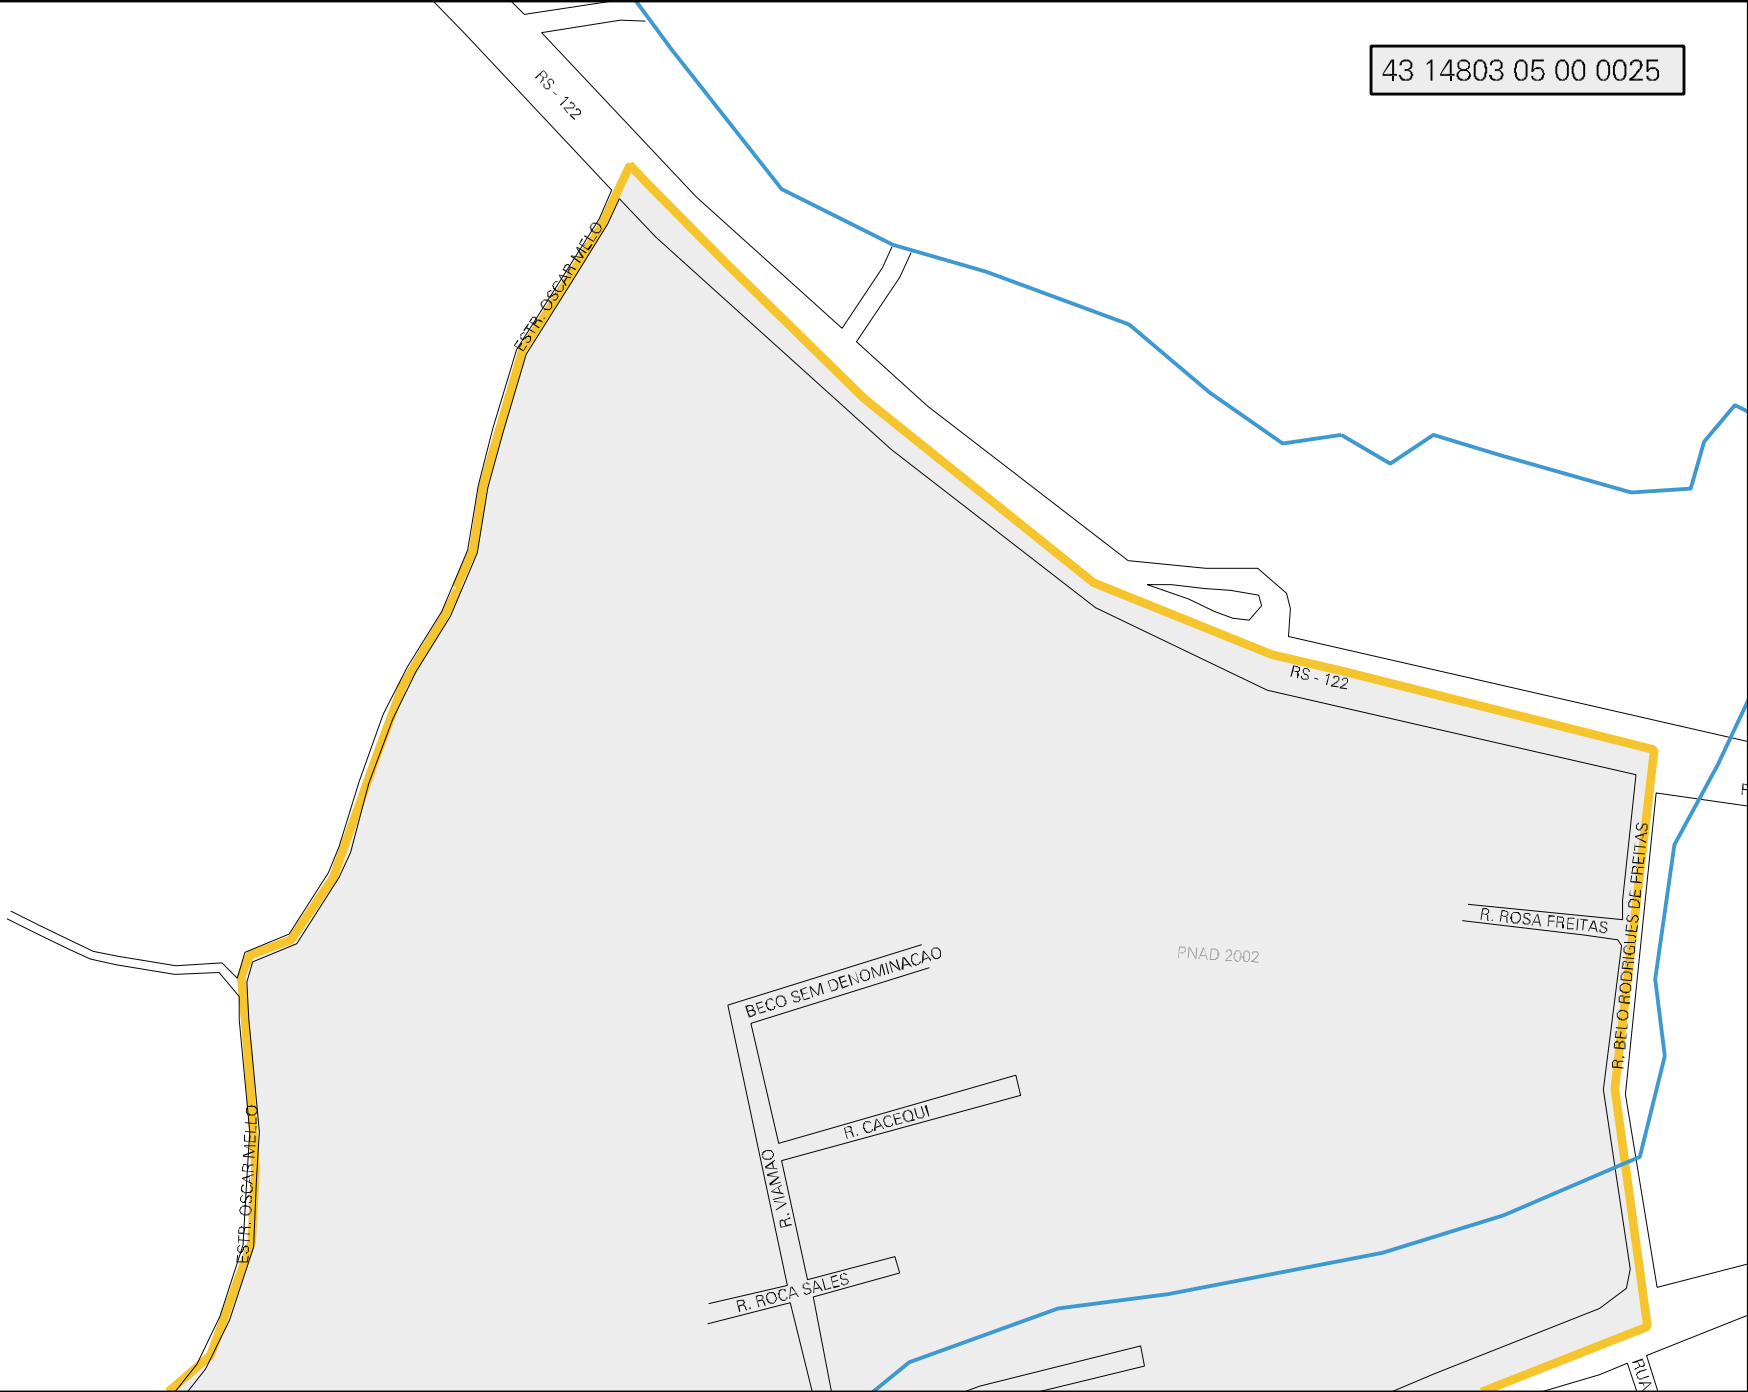 43 14803 05 00 0025
RS - 122
ESTR. OSCAR MELO
RS - 122
R. BELO RODRIGUES DE FREITAS
R. ROSA FREITAS
PNAD 2002
BECO SEM DENOMINACAO
R. CACEQUI
R. VIAMAO
ESTR. OSCAR MELLO
R. ROCA SALES
RUA